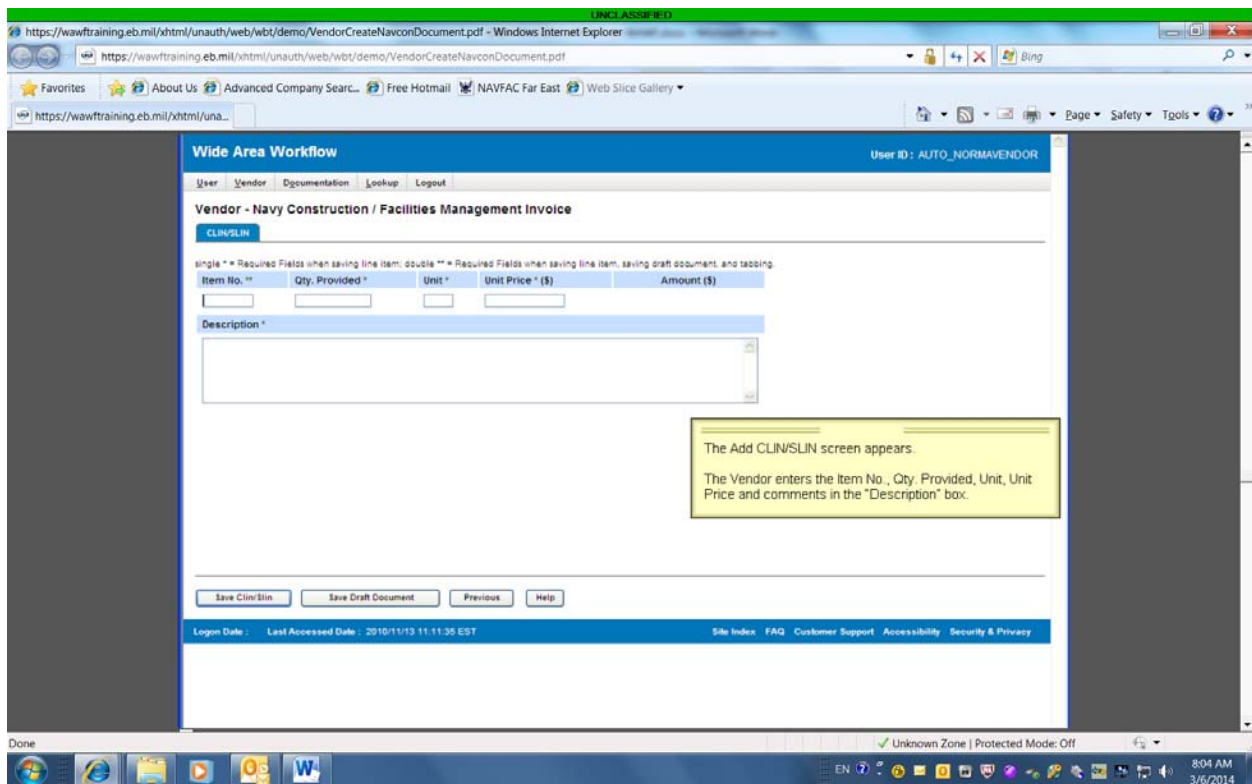 UNCLASSIFIED
https://wawftraining.eb.mil/xhtml/unauth/web/wbt/demo/VendorCreateNavconDocument.pdf - Windows Internet Explorer
https://wawftraining.eb.mil/xhtml/unauth/web/wbt/demo/VendorCreateNavconDocument.pdf
Bing
Favorites About Us Advanced Company Searc... Free Hotmail NAVFAC Far East Web Slice Gallery
https://wawftraining.eb.mil/xhtml/una...
Page Safety Tools
Wide Area Workflow
User ID : AUTO_NORMAVENDOR
User Vendor Documentation Lookup Logout
Vendor - Navy Construction / Facilities Management Invoice
CLIN/SLIN
single * = Required Fields when saving line item; double ** = Required Fields when saving line item, saving draft document, and tabbing.
Item No. ** Qty. Provided * Unit * Unit Price * ($) Amount ($)
Description *
The Add CLIN/SLIN screen appears.
The Vendor enters the Item No., Qty. Provided, Unit, Unit
Price and comments in the "Description" box.
Save Clin/Slin Save Draft Document Previous Help
Logon Date : Last Accessed Date : 2010/11/13 11:11:35 EST
Site Index FAQ Customer Support Accessibility Security & Privacy
Done
Unknown Zone | Protected Mode: Off
EN
8:04 AM
3/6/2014